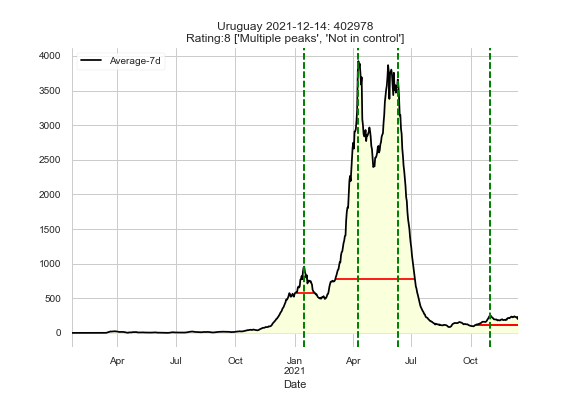 Uruguay 2021-12-14: 402978
Rating:8 ['Multiple peaks', 'Not in control']
Average-7d
4000
3500
3000
2500
2000
1500
1000
500
0
Apr
Jul
Oct
Jan
2021
Apr
Jul
Oct
Date